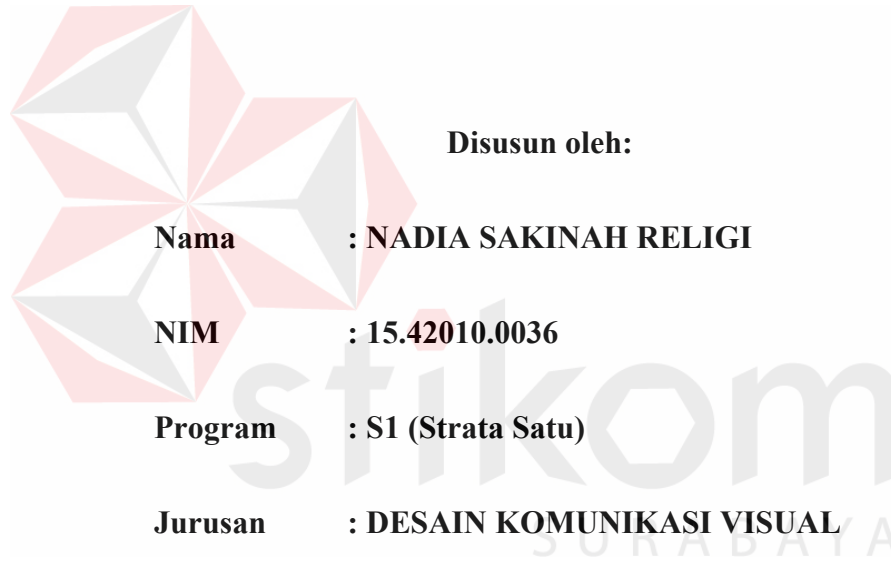 Disusun oleh:
Nama : NADIA SAKINAH RELIGI
NIM : 15.42010.0036
Program : S1 (Strata Satu)
stikom
Jurusan : DESAIN KOMUNIKASI VISUAL
SURABAYA